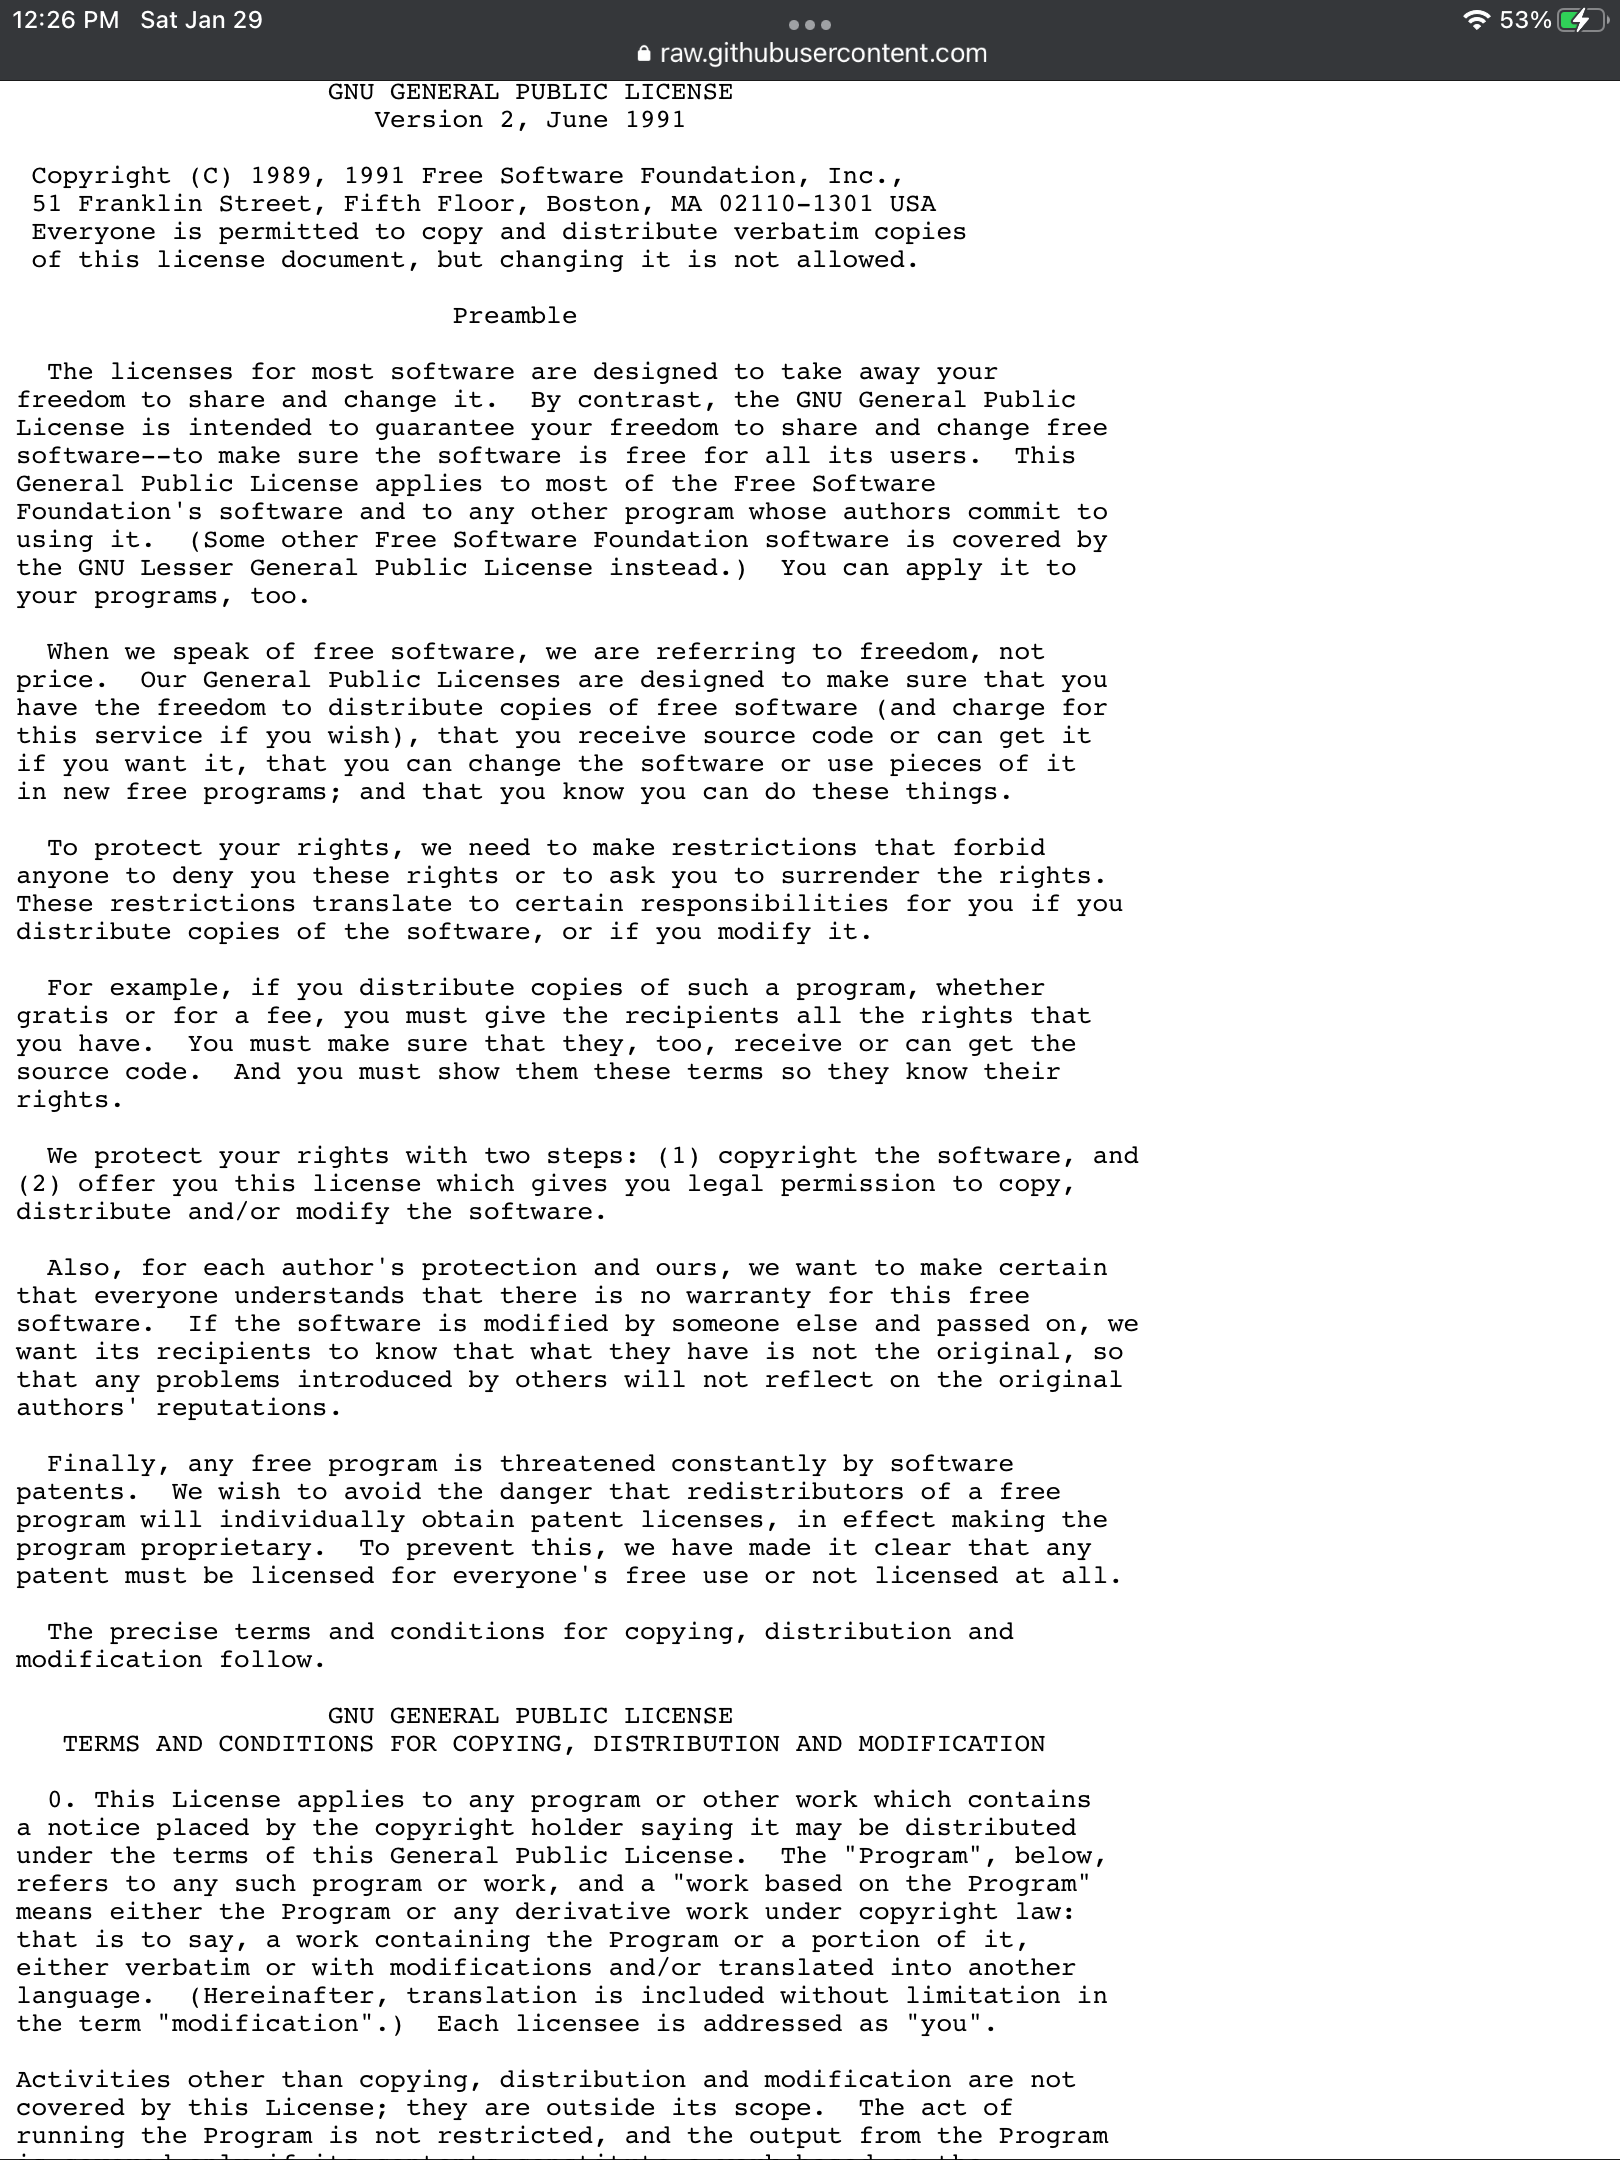 12:26 PM Sat Jan 29
53%
raw.githubusercontent.com
GNU GENERAL PUBLIC LICENSE
Version 2, June 1991
Copyright (C) 1989, 1991 Free Software Foundation, Inc.,
51 Franklin Street, Fifth Floor, Boston, MA 02110-1301 USA
Everyone is permitted to copy and distribute verbatim copies
of this license document, but changing it is not allowed.
Preamble
The licenses for most software are designed to take away your
freedom to share and change it.  By contrast, the GNU General Public
License is intended to guarantee your freedom to share and change free
software--to make sure the software is free for all its users.  This
General Public License applies to most of the Free Software
Foundation's software and to any other program whose authors commit to
using it.  (Some other Free Software Foundation software is covered by
the GNU Lesser General Public License instead.)  You can apply it to
your programs, too.
When we speak of free software, we are referring to freedom, not
price.  Our General Public Licenses are designed to make sure that you
have the freedom to distribute copies of free software (and charge for
this service if you wish), that you receive source code or can get it
if you want it, that you can change the software or use pieces of it
in new free programs; and that you know you can do these things.
To protect your rights, we need to make restrictions that forbid
anyone to deny you these rights or to ask you to surrender the rights.
These restrictions translate to certain responsibilities for you if you
distribute copies of the software, or if you modify it.
For example, if you distribute copies of such a program, whether
gratis or for a fee, you must give the recipients all the rights that
you have.  You must make sure that they, too, receive or can get the
source code.  And you must show them these terms so they know their
rights.
We protect your rights with two steps: (1) copyright the software, and
(2) offer you this license which gives you legal permission to copy,
distribute and/or modify the software.
Also, for each author's protection and ours, we want to make certain
that everyone understands that there is no warranty for this free
software.  If the software is modified by someone else and passed on, we
want its recipients to know that what they have is not the original, so
that any problems introduced by others will not reflect on the original
authors' reputations.
Finally, any free program is threatened constantly by software
patents.  We wish to avoid the danger that redistributors of a free
program will individually obtain patent licenses, in effect making the
program proprietary.  To prevent this, we have made it clear that any
patent must be licensed for everyone's free use or not licensed at all.
The precise terms and conditions for copying, distribution and
modification follow.
GNU GENERAL PUBLIC LICENSE
TERMS AND CONDITIONS FOR COPYING, DISTRIBUTION AND MODIFICATION
0. This License applies to any program or other work which contains
a notice placed by the copyright holder saying it may be distributed
under the terms of this General Public License.  The "Program", below,
refers to any such program or work, and a "work based on the Program"
means either the Program or any derivative work under copyright law:
that is to say, a work containing the Program or a portion of it,
either verbatim or with modifications and/or translated into another
language.  (Hereinafter, translation is included without limitation in
the term "modification".)  Each licensee is addressed as "you".
Activities other than copying, distribution and modification are not
covered by this License; they are outside its scope.  The act of
running the Program is not restricted, and the output from the Program